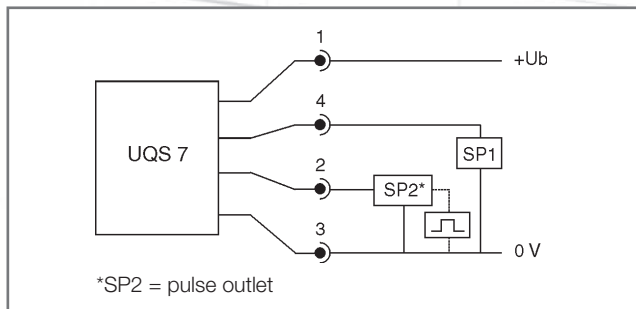 1
+Ub
4
UQS 7
SP1
2
SP2*
3
0 V
*SP2 = pulse outlet